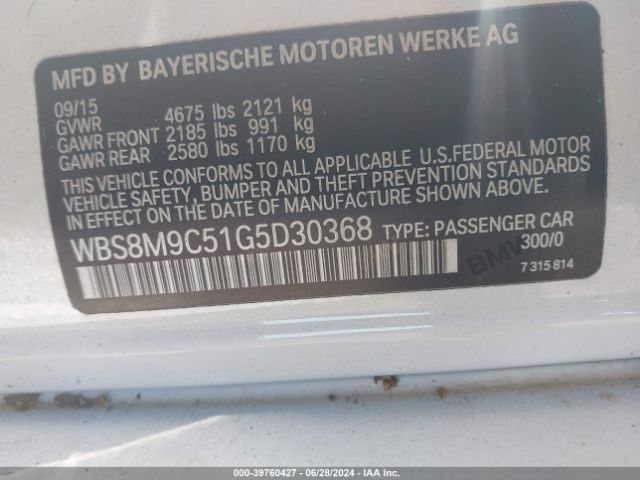 MFD BY BAYERISCHE MOTOREN WERKE AG
09/15
GVWR 4675 lbs 2121 kg
GAWR FRONT 2185 lbs 991 kg
GAWR REAR 2580 lbs 1170 kg
THIS VEHICLE CONFORMS TO ALL APPLICABLE U.S.FEDERAL MOTOR
VEHICLE SAFETY, BUMPER AND THEFT PREVENTION STANDARDS
IN EFFECT ON THE DATE OF MANUFACTURE SHOWN ABOVE.
WBS8M9C51G5D30368 TYPE: PASSENGER CAR
300/0
BMW
7 315 814
000-39760427 - 06/28/2024 - IAA Inc.